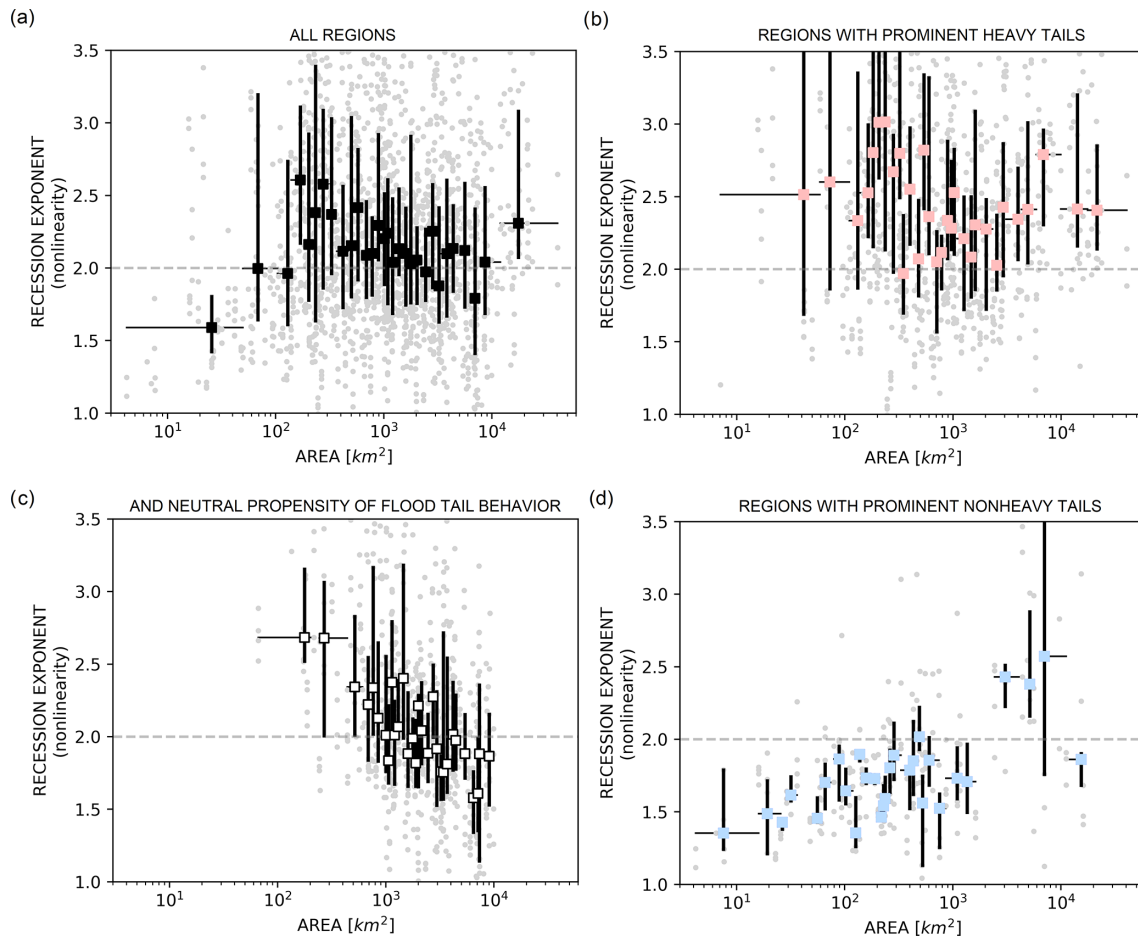 (a)
ALL REGIONS
3.5
3.0
2.5
2.0
1.5
1.0
RECESSION EXPONENT
(nonlinearity)
10¹
10²
10³
10⁴
AREA [km²]
(b)
REGIONS WITH PROMINENT HEAVY TAILS
3.5
3.0
2.5
2.0
1.5
1.0
RECESSION EXPONENT
(nonlinearity)
10¹
10²
10³
10⁴
AREA [km²]
(c)
AND NEUTRAL PROPENSITY OF FLOOD TAIL BEHAVIOR
3.5
3.0
2.5
2.0
1.5
1.0
RECESSION EXPONENT
(nonlinearity)
10¹
10²
10³
10⁴
AREA [km²]
(d)
REGIONS WITH PROMINENT NONHEAVY TAILS
3.5
3.0
2.5
2.0
1.5
1.0
RECESSION EXPONENT
(nonlinearity)
10¹
10²
10³
10⁴
AREA [km²]